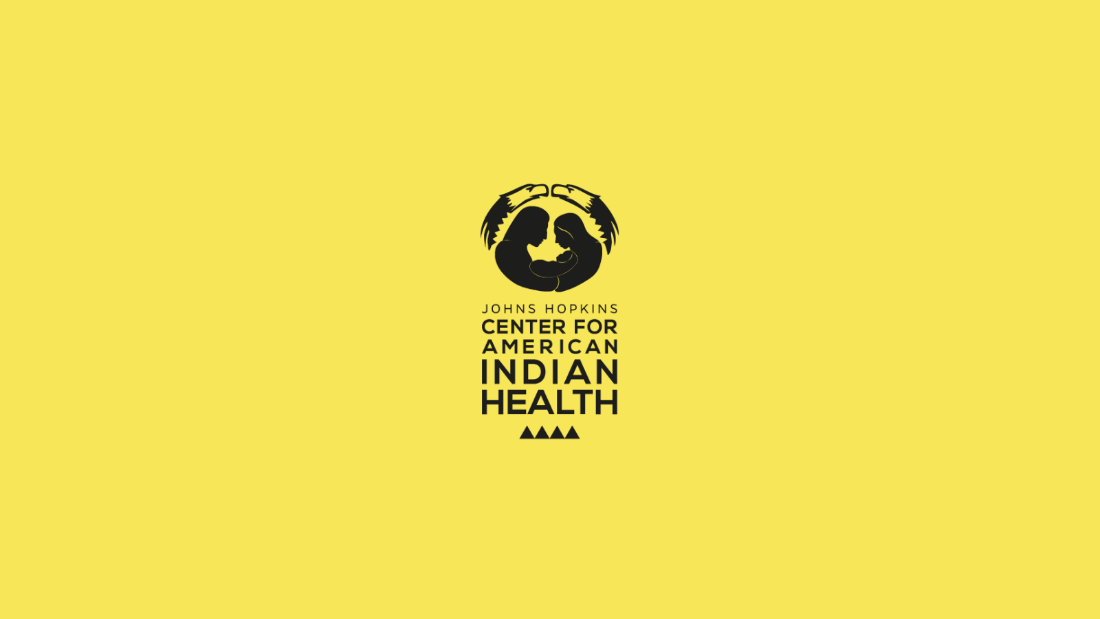 JOHNS HOPKINS
CENTER FOR
AMERICAN
INDIAN
HEALTH